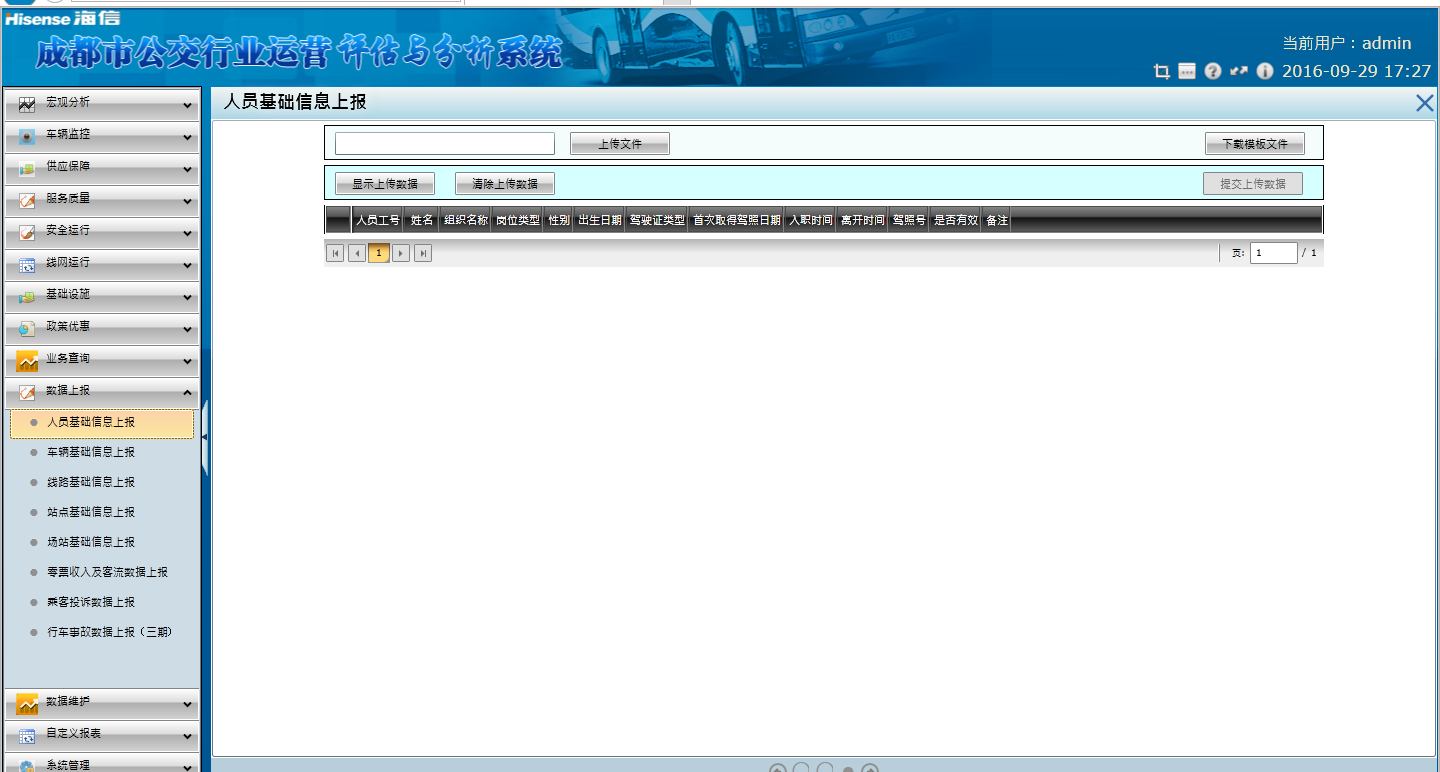 Hisense 海信
成都市公交行业运营评估与分析系统
当前用户：admin
2016-09-29 17:27
宏观分析
车辆监控
供应保障
服务质量
安全运行
线网运行
基础设施
政策优惠
业务查询
数据上报
人员基础信息上报
车辆基础信息上报
线路基础信息上报
站点基础信息上报
场站基础信息上报
零票收入及客流数据上报
乘客投诉数据上报
行车事故数据上报（三期）
数据维护
自定义报表
系统管理
人员基础信息上报
上传文件 下载模板文件
显示上传数据 清除上传数据 提交上传数据
人员工号 姓名 组织名称 岗位类型 性别 出生日期 驾驶证类型 首次取得驾照日期 入职时间 离开时间 驾照号 是否有效 备注
1 页: 1 / 1